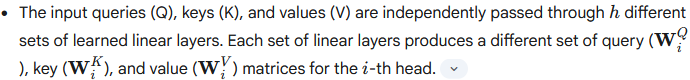 • The input queries (Q), keys (K), and values (V) are independently passed through h different
sets of learned linear layers. Each set of linear layers produces a different set of query (W_i^Q
), key (W_i^K), and value (W_i^V) matrices for the i-th head.